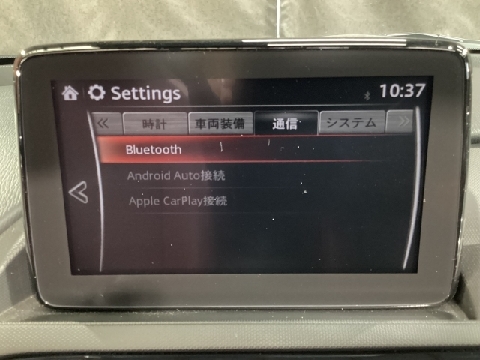 Settings 10:37
時計 車両装備 通信 システム
Bluetooth
Android Auto接続
Apple CarPlay接続